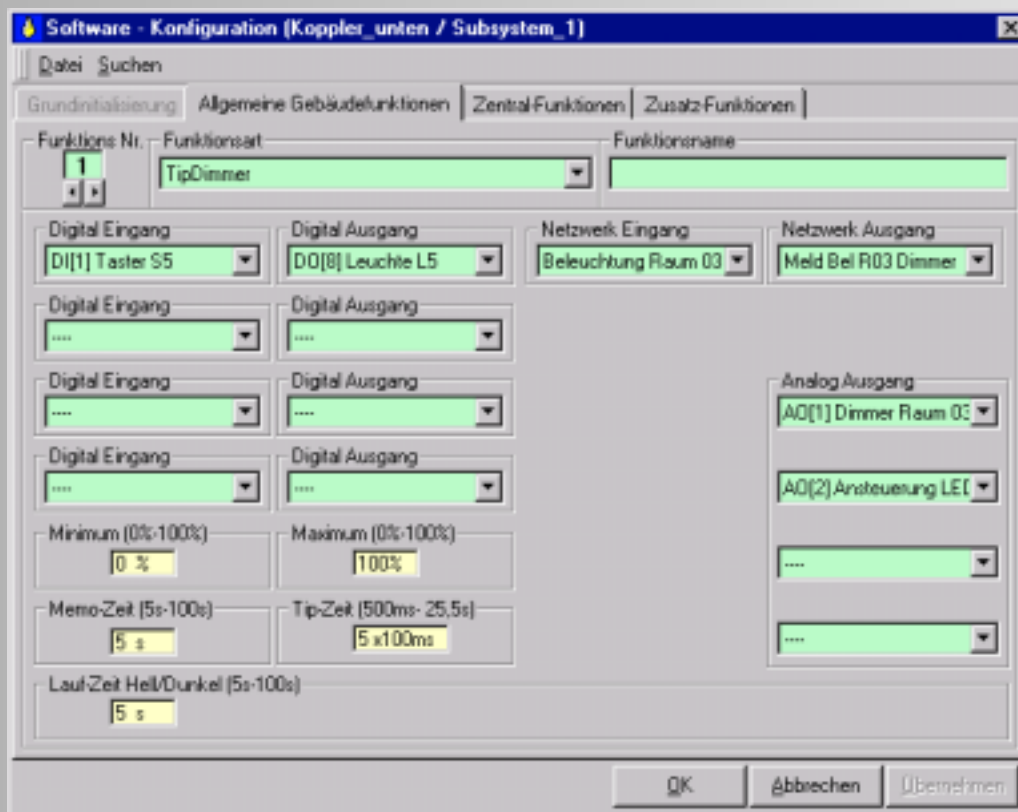 Software - Konfiguration (Koppler_unten / Subsystem_1)
Datei Suchen
Grundinitialisierung Allgemeine Gebäudefunktionen Zentral-Funktionen Zusatz-Funktionen
Funktions Nr. Funktionsart Funktionsname
1 TipDimmer
Digital Eingang Digital Ausgang Netzwerk Eingang Netzwerk Ausgang
DI[1] Taster S5 DO[8] Leuchte L5 Beleuchtung Raum 03 Meld Bel R03 Dimmer
Digital Eingang Digital Ausgang
---- ----
Digital Eingang Digital Ausgang Analog Ausgang
---- ---- AO[1] Dimmer Raum 03
Digital Eingang Digital Ausgang
---- ---- AO[2] Ansteuerung LED
Minimum (0%-100%) Maximum (0%-100%)
0 % 100% ----
Memo-Zeit (5s-100s) Tip-Zeit (500ms- 25,5s)
5 s 5 x100ms ----
Lauf-Zeit Hell/Dunkel (5s-100s)
5 s
OK Abbrechen Übernehmen